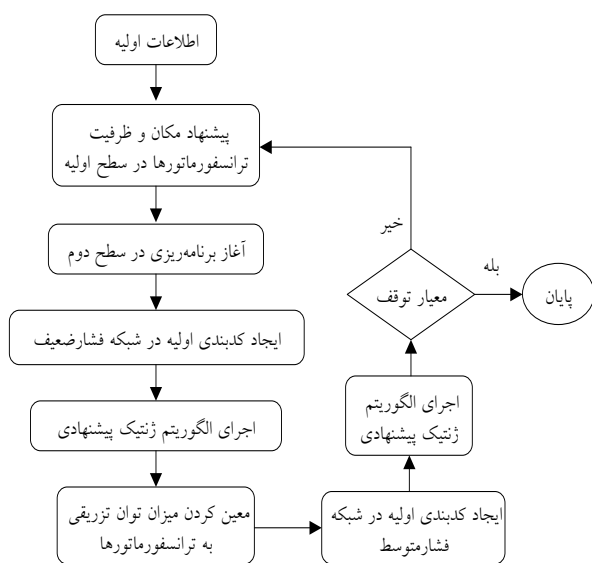 اطلاعات اولیه
پیشنهاد مکان و ظرفیت
ترانسفورماتورها در سطح اولیه
آغاز برنامه‌ریزی در سطح دوم
ایجاد کدبندی اولیه در شبکه فشارضعیف
اجرای الگوریتم ژنتیک پیشنهادی
معین کردن میزان توان تزریقی
به ترانسفورماتورها
ایجاد کدبندی اولیه در شبکه
فشارمتوسط
اجرای الگوریتم
ژنتیک پیشنهادی
معیار توقف
خیر
بله
پایان